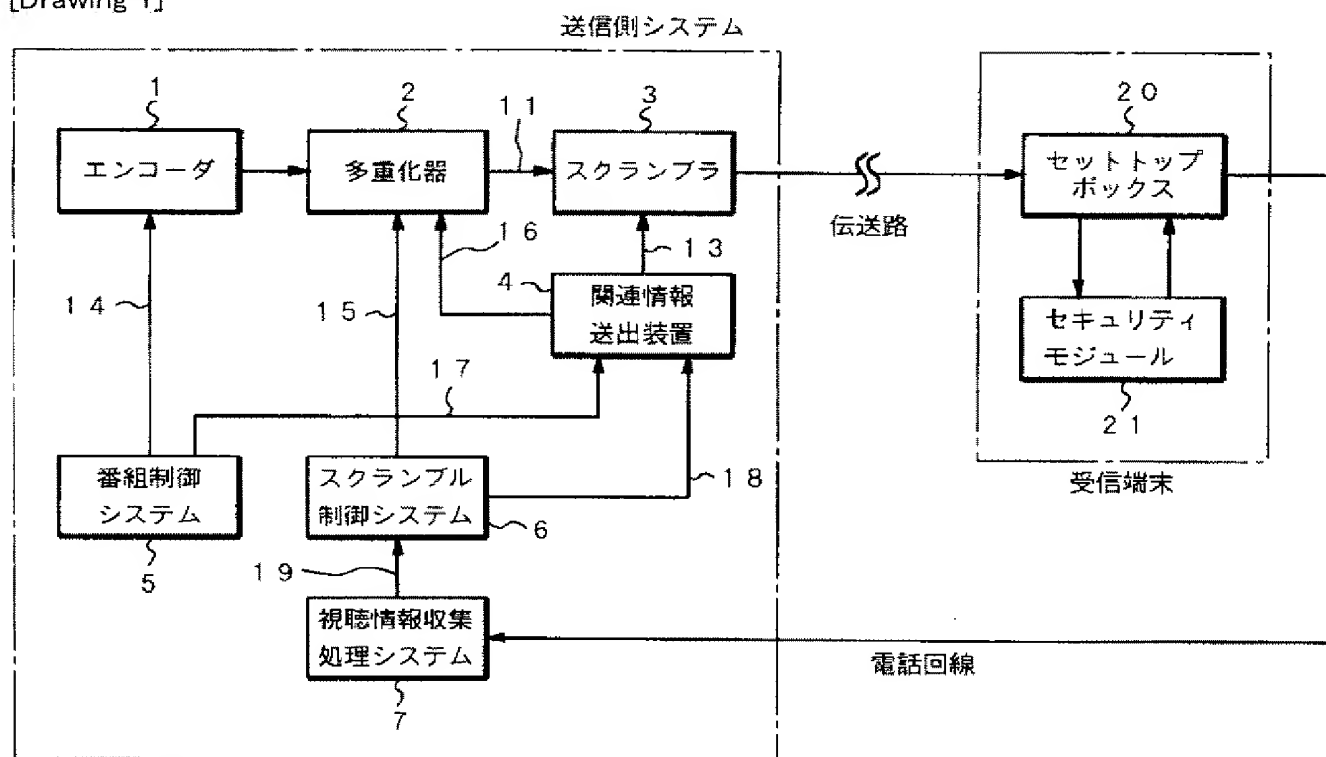 [Drawing 1]
送信側システム
1
2
11
3
20
エンコーダ
多重化器
スクランブラ
セットトップ
ボックス
伝送路
16
13
14
15
4
関連情報
送出装置
セキュリティ
モジュール
17
21
番組制御
システム
スクランブル
制御システム
18
受信端末
5
6
19
視聴情報収集
処理システム
電話回線
7